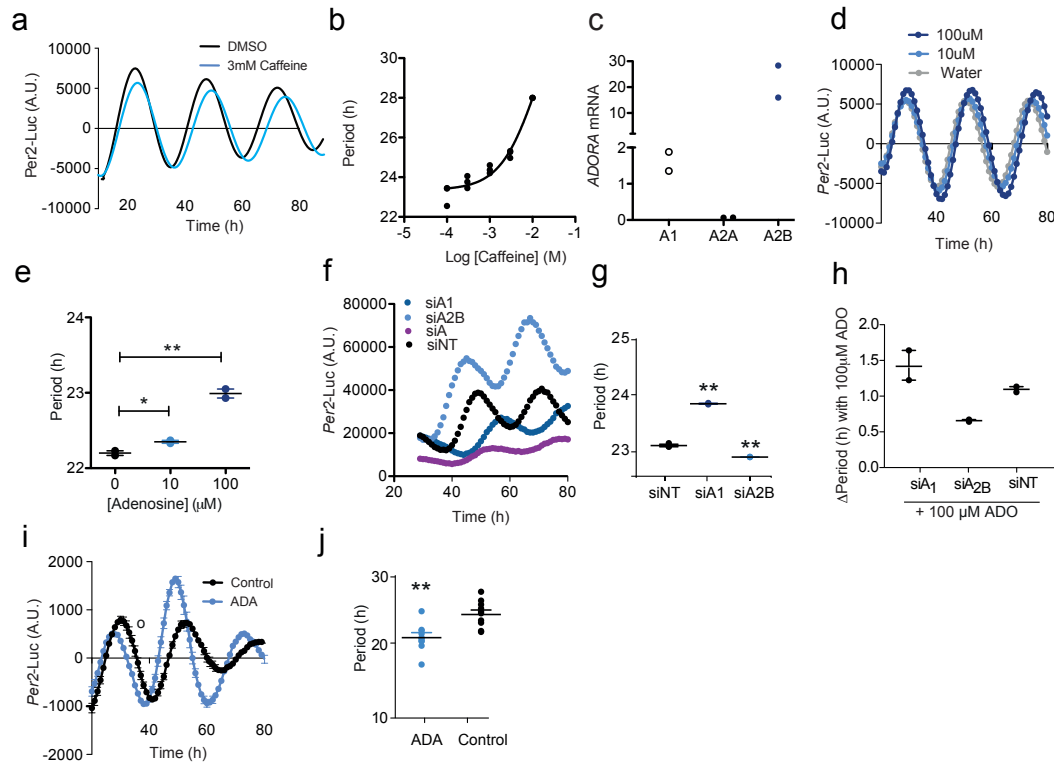 a
Per2-Luc (A.U.)
10000
5000
0
-5000
-10000
DMSO
3mM Caffeine
20 40 60 80
Time (h)
b
Period (h)
30
28
26
24
22
-5 -4 -3 -2 -1
Log [Caffeine] (M)
c
ADORA mRNA
30
20
10
2
1
0
A1 A2A A2B
d
100uM
10uM
Water
Per2-Luc (A.U.)
10000
5000
0
-5000
-10000
20 40 60 80
Time (h)
e
Period (h)
24
23
22
**
*
0 10 100
[Adenosine] (μM)
f
Per2-Luc (A.U.)
80000
60000
40000
20000
0
siA1
siA2B
siA
siNT
20 40 60 80
Time (h)
g
Period (h)
25
24
23
**
**
siNT siA1 siA2B
h
ΔPeriod (h) with 100μM ADO
2.0
1.5
1.0
0.5
0
siA1 siA2B siNT
+ 100 μM ADO
i
Per2-Luc (A.U.)
2000
1000
0
-1000
-2000
Control
ADA
o
40 60 80
Time (h)
j
Period (h)
30
20
10
**
ADA Control